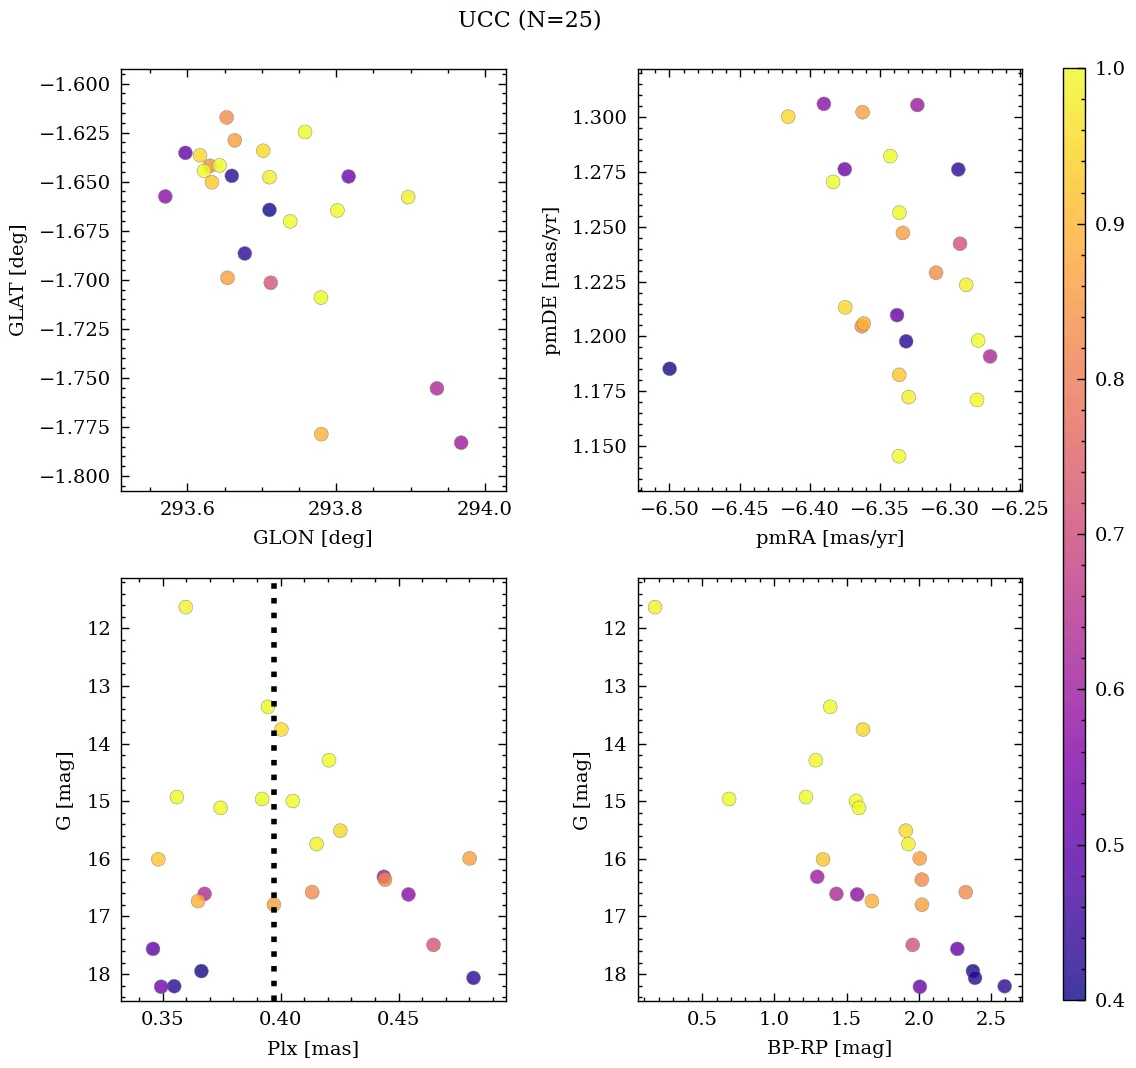 UCC (N=25)
−1.600
−1.625
−1.650
−1.675
−1.700
−1.725
−1.750
−1.775
−1.800
GLAT [deg]
293.6 293.8 294.0
GLON [deg]
1.300
1.275
1.250
1.225
1.200
1.175
1.150
pmDE [mas/yr]
−6.50 −6.45 −6.40 −6.35 −6.30 −6.25
pmRA [mas/yr]
12
13
14
15
16
17
18
G [mag]
0.35 0.40 0.45
Plx [mas]
12
13
14
15
16
17
18
G [mag]
0.5 1.0 1.5 2.0 2.5
BP-RP [mag]
1.0
0.9
0.8
0.7
0.6
0.5
0.4